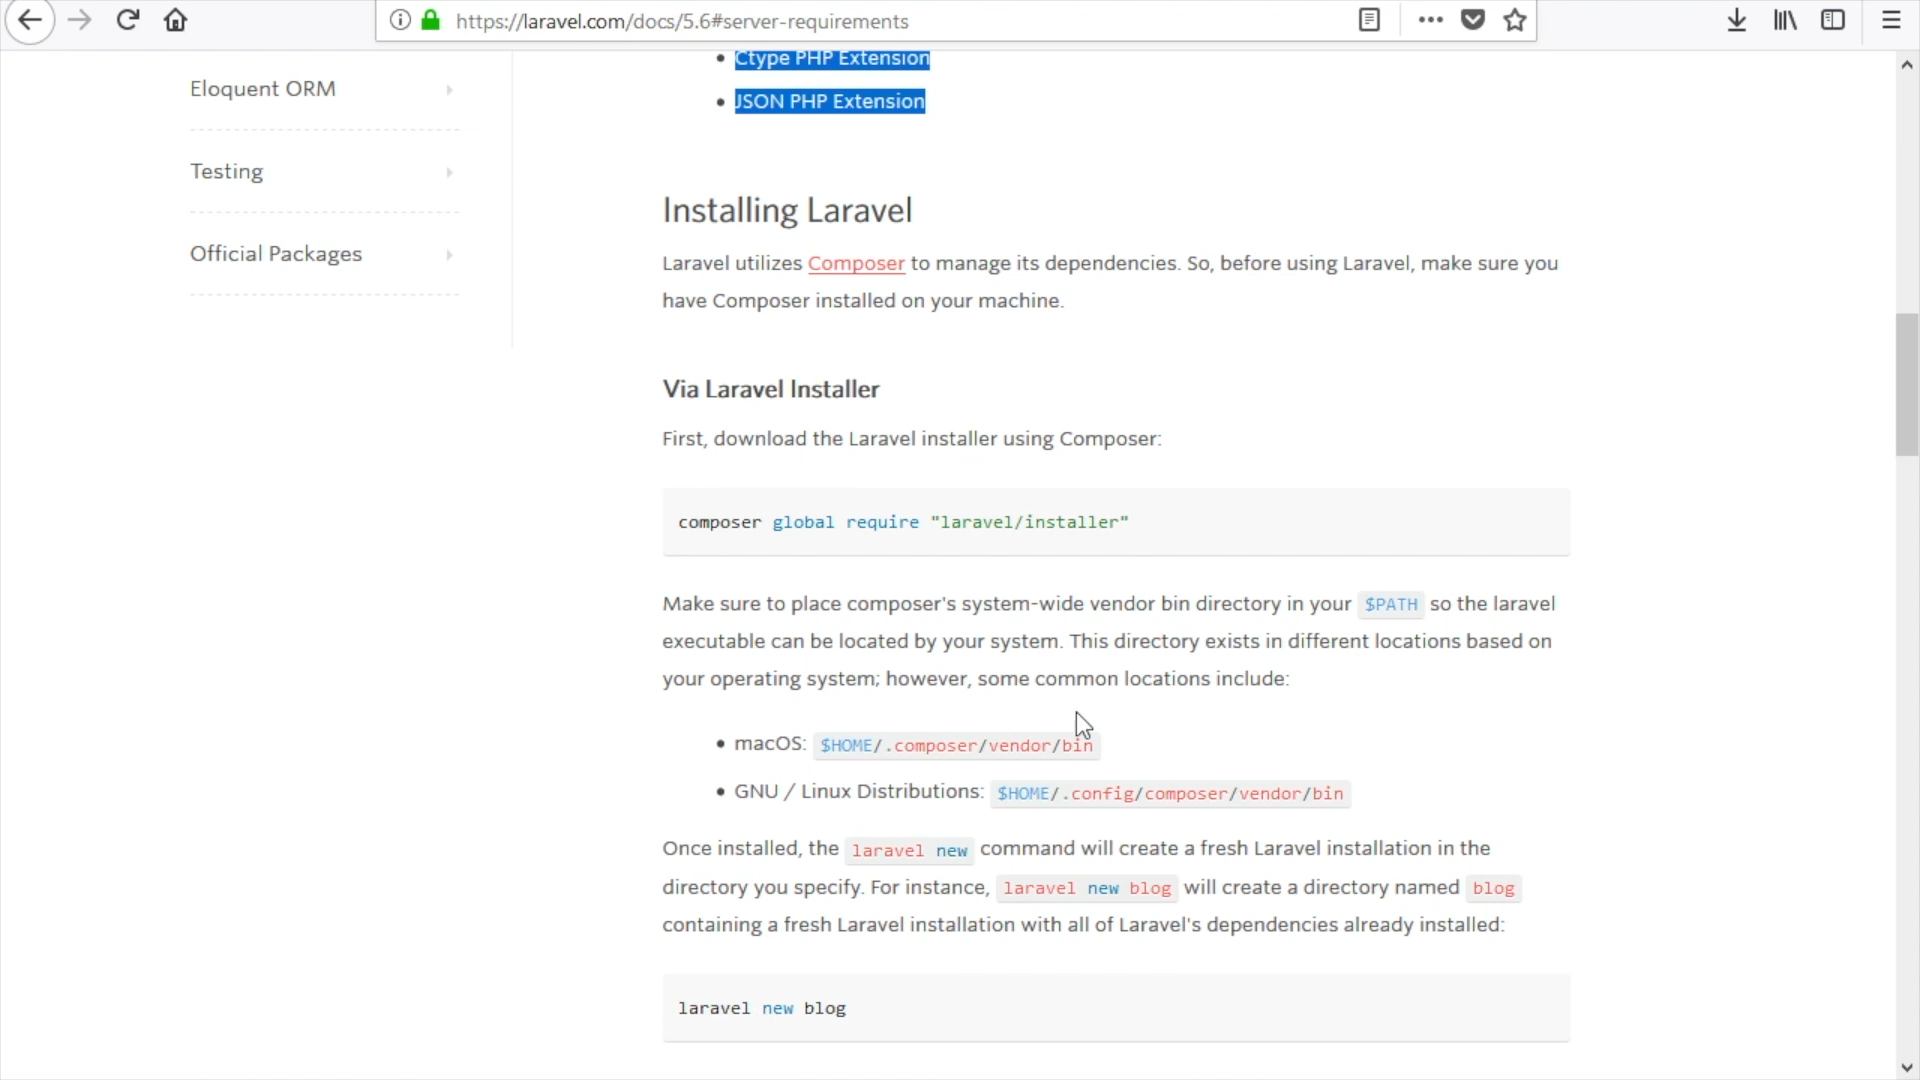 https://laravel.com/docs/5.6#server-requirements
Ctype PHP Extension
JSON PHP Extension
Eloquent ORM
Testing
Official Packages
Installing Laravel
Laravel utilizes Composer to manage its dependencies. So, before using Laravel, make sure you
have Composer installed on your machine.
Via Laravel Installer
First, download the Laravel installer using Composer:
composer global require "laravel/installer"
Make sure to place composer's system-wide vendor bin directory in your $PATH so the laravel
executable can be located by your system. This directory exists in different locations based on
your operating system; however, some common locations include:
macOS: $HOME/.composer/vendor/bin
GNU / Linux Distributions: $HOME/.config/composer/vendor/bin
Once installed, the laravel new command will create a fresh Laravel installation in the
directory you specify. For instance, laravel new blog will create a directory named blog
containing a fresh Laravel installation with all of Laravel's dependencies already installed:
laravel new blog